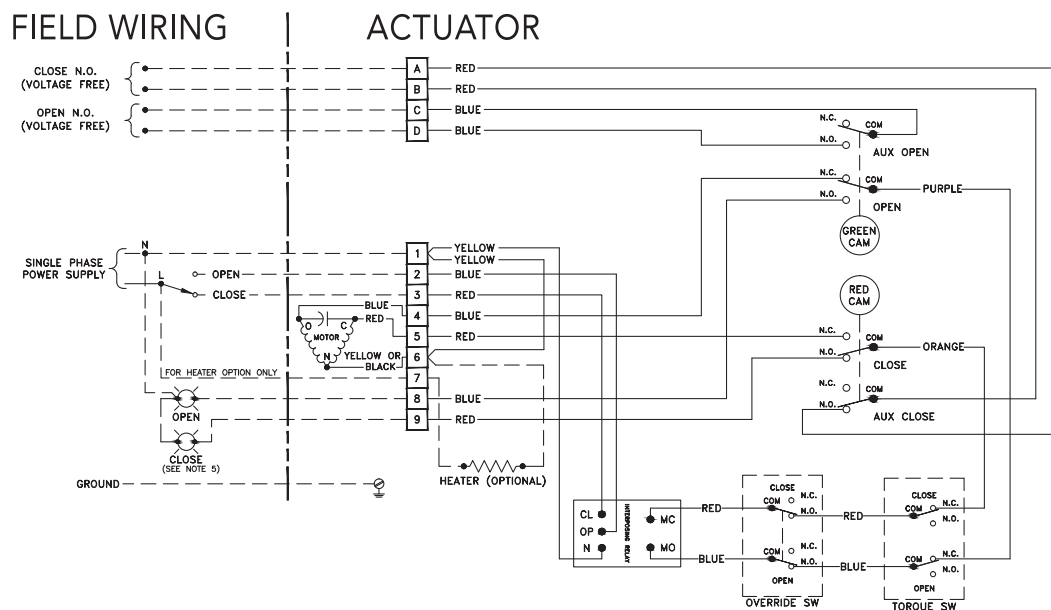 FIELD WIRING
ACTUATOR
CLOSE N.O.
(VOLTAGE FREE)
OPEN N.O.
(VOLTAGE FREE)
A RED
B RED
C BLUE
D BLUE
N.C.
COM
N.O.
AUX OPEN
N.C.
COM
N.O.
PURPLE
OPEN
GREEN
CAM
N
SINGLE PHASE
POWER SUPPLY
L
OPEN
CLOSE
1 YELLOW
YELLOW
2 BLUE
3 RED
4 BLUE
5 RED
6
7
8 BLUE
9 RED
BLUE
RED
O C
MOTOR
N
YELLOW OR
BLACK
FOR HEATER OPTION ONLY
OPEN
CLOSE
(SEE NOTE 5)
GROUND
HEATER (OPTIONAL)
RED
CAM
N.C.
COM
N.O.
ORANGE
CLOSE
N.C.
COM
N.O.
AUX CLOSE
CL
OP
N
INTERPOSING RELAY
MC
MO
RED
BLUE
CLOSE
N.C.
COM
N.O.
RED
COM
N.C.
N.O.
BLUE
OPEN
OVERRIDE SW
CLOSE
N.C.
COM
N.O.
COM
N.C.
N.O.
OPEN
TORQUE SW